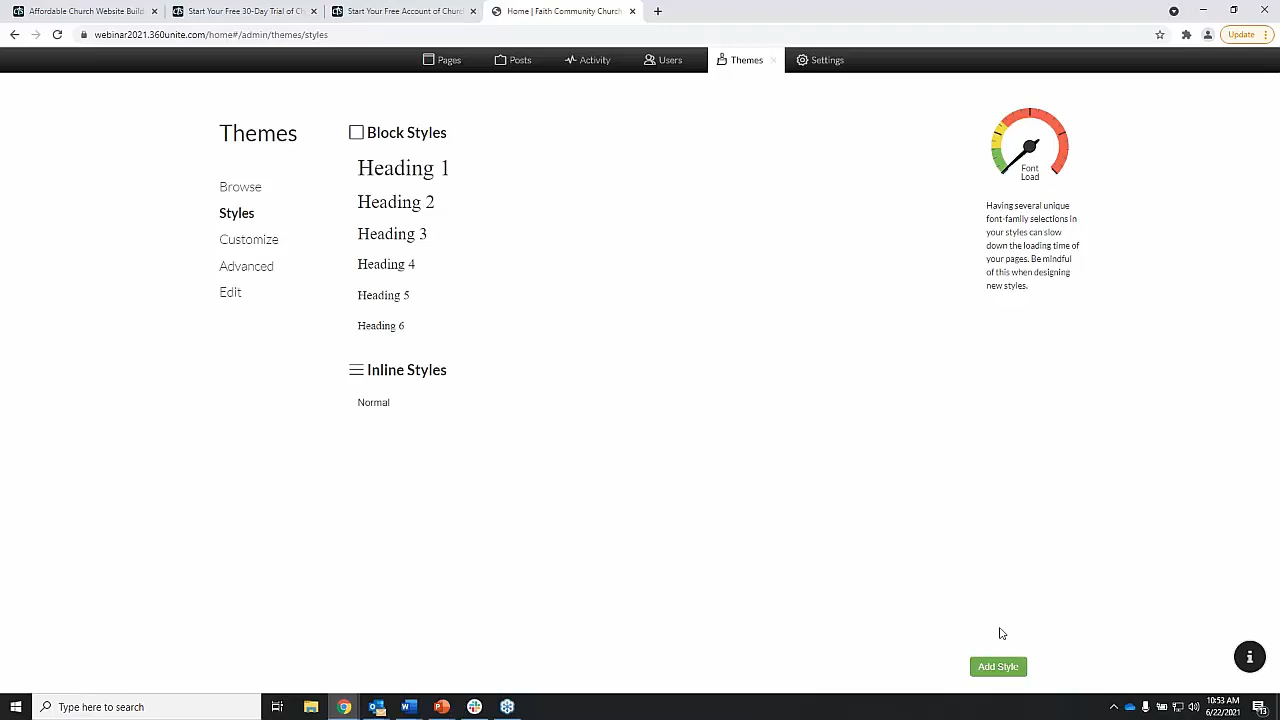 Affordable Church Website Build
Start Your Free 30-Day Trial of Ch
Start Your Free Account of Churc
Home | Faith Community Church
webinar2021.360unite.com/home#/admin/themes/styles
Update
Pages
Posts
Activity
Users
Themes
Settings
Themes
Browse
Styles
Customize
Advanced
Edit
Block Styles
Heading 1
Heading 2
Heading 3
Heading 4
Heading 5
Heading 6
Inline Styles
Normal
Font
Load
Having several unique
font-family selections in
your styles can slow
down the loading time of
your pages. Be mindful
of this when designing
new styles.
Add Style
Type here to search
10:53 AM
6/22/2021